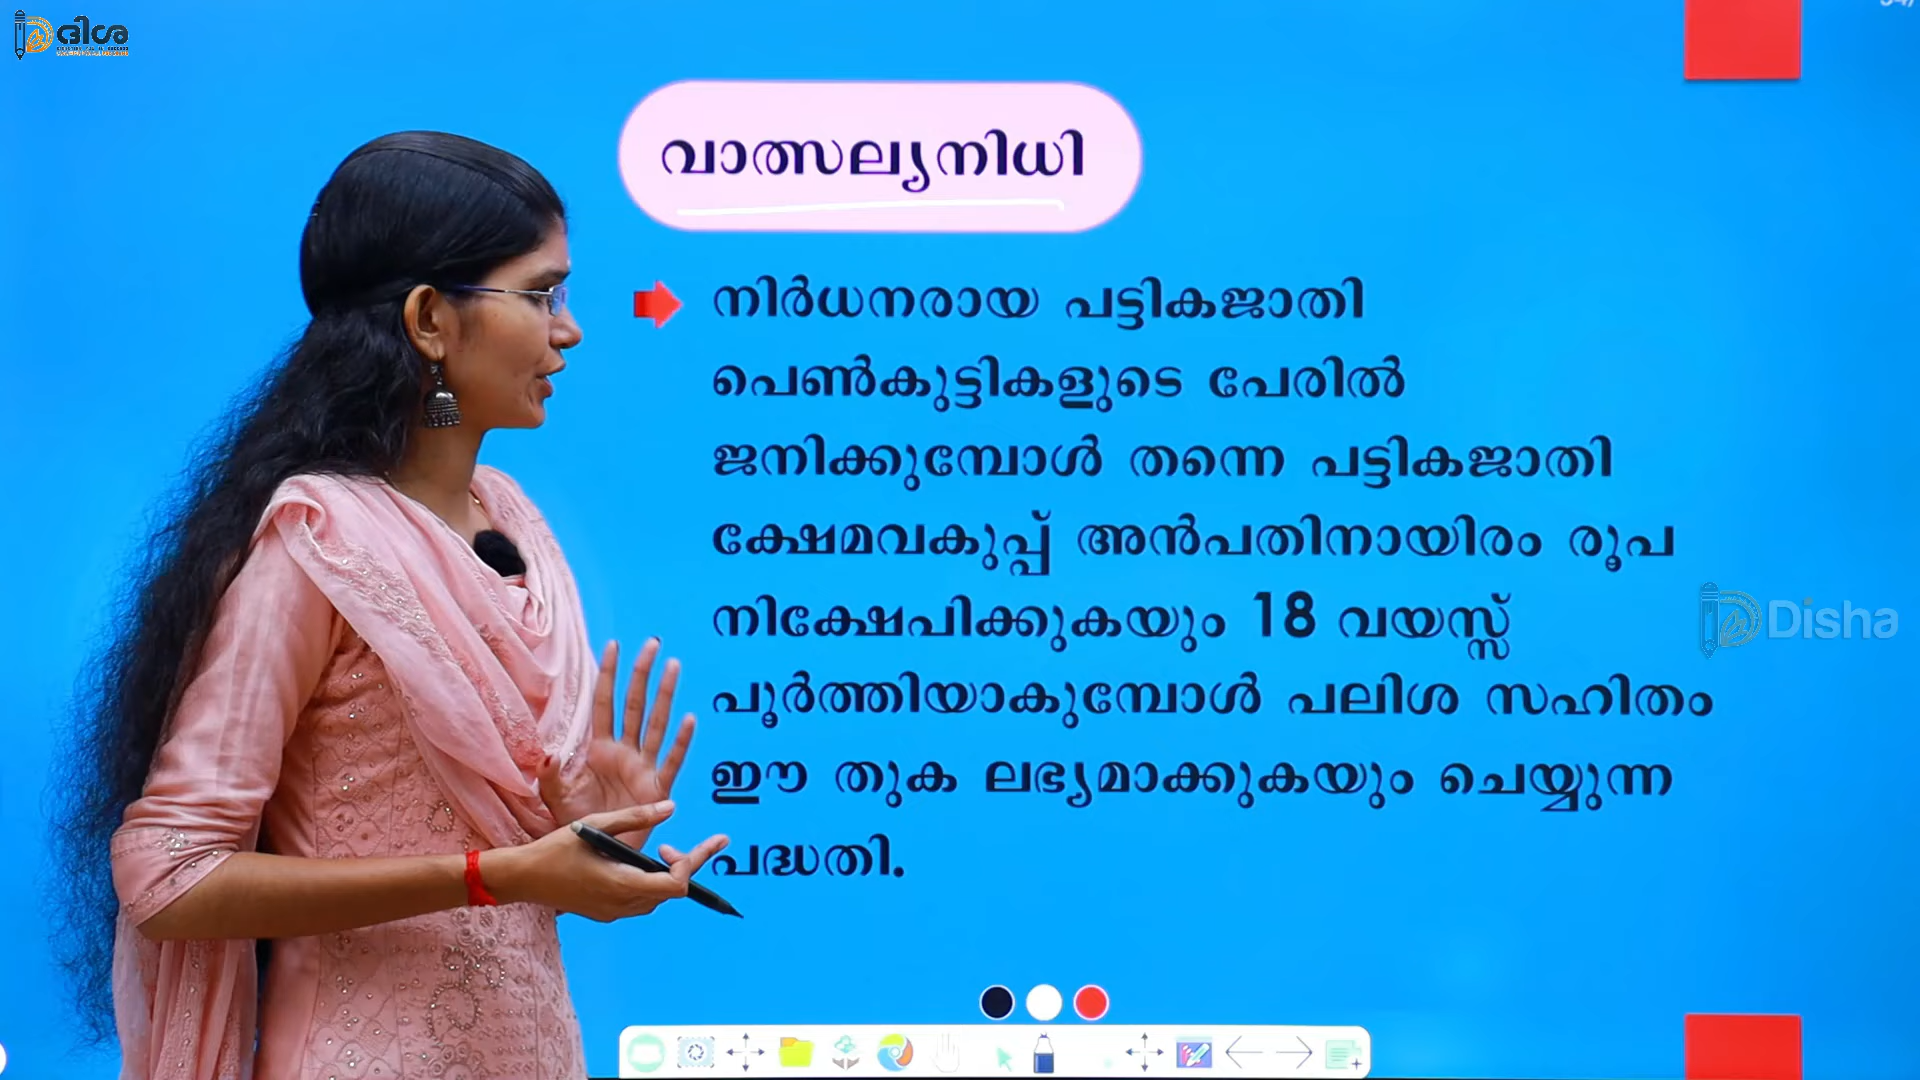 ദിശ
വാത്സല്യനിധി
നിർധനരായ പട്ടികജാതി
പെൺകുട്ടികളുടെ പേരിൽ
ജനിക്കുമ്പോൾ തന്നെ പട്ടികജാതി
ക്ഷേമവകുപ്പ് അൻപതിനായിരം രൂപ
നിക്ഷേപിക്കുകയും 18 വയസ്സ്
പൂർത്തിയാകുമ്പോൾ പലിശ സഹിതം
ഈ തുക ലഭ്യമാക്കുകയും ചെയ്യുന്ന
പദ്ധതി.
Disha